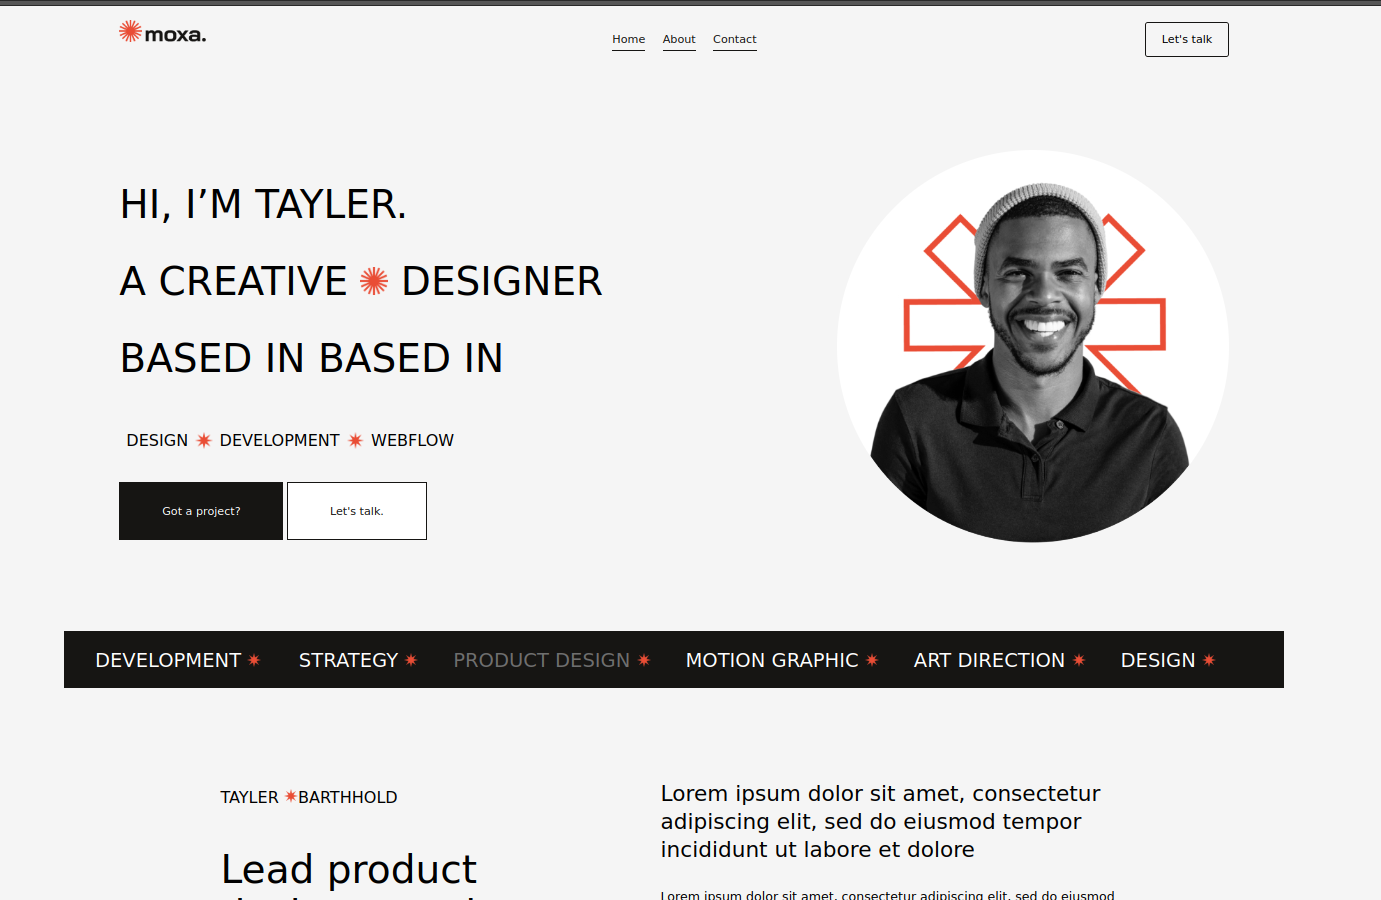 moxa.
Home About Contact
Let's talk
HI, I’M TAYLER.
A CREATIVE DESIGNER
BASED IN BASED IN
DESIGN DEVELOPMENT WEBFLOW
Got a project? Let's talk.
DEVELOPMENT STRATEGY PRODUCT DESIGN MOTION GRAPHIC ART DIRECTION DESIGN
TAYLER BARTHHOLD
Lead product
Lorem ipsum dolor sit amet, consectetur
adipiscing elit, sed do eiusmod tempor
incididunt ut labore et dolore
Lorem ipsum dolor sit amet, consectetur adipiscing elit, sed do eiusmod